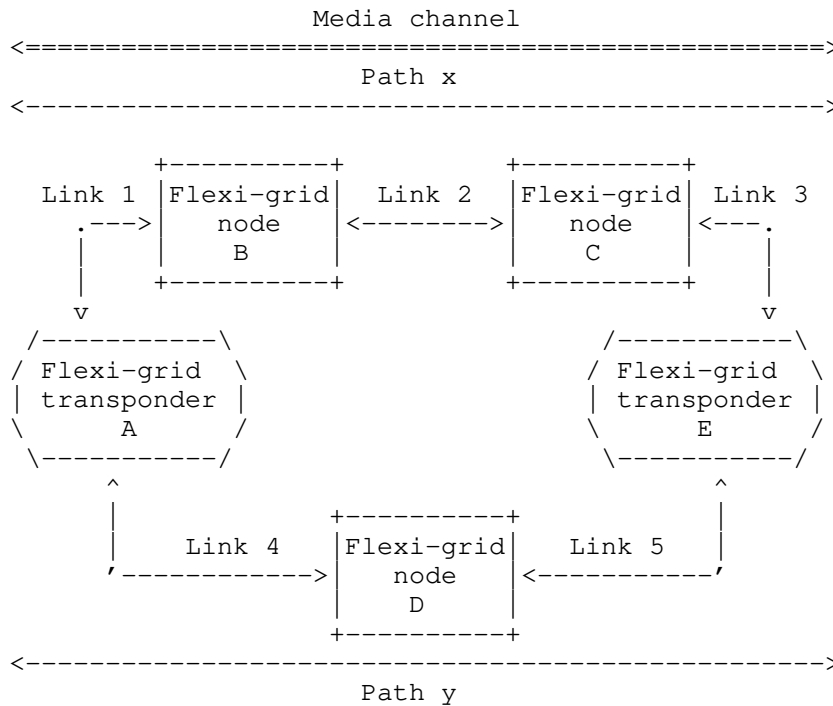 Media channel
<===================================================>
Path x
<--------------------------------------------------->
+----------+          +----------+
Link 1 |Flexi-grid| Link 2 |Flexi-grid| Link 3
.--->|   node   |<-------->|   node   |<---.
|    |    B     |          |    C     |    |
|    +----------+          +----------+    |
v                                          v
/-----------\                      /-----------\
/ Flexi-grid  \                    / Flexi-grid  \
| transponder |                    | transponder |
\      A      /                    \      E      /
\-----------/                      \-----------/
^                                     ^
|             +----------+            |
|    Link 4   |Flexi-grid|   Link 5   |
'------------>|   node   |<-----------'
|    D     |
+----------+
<--------------------------------------------------->
Path y